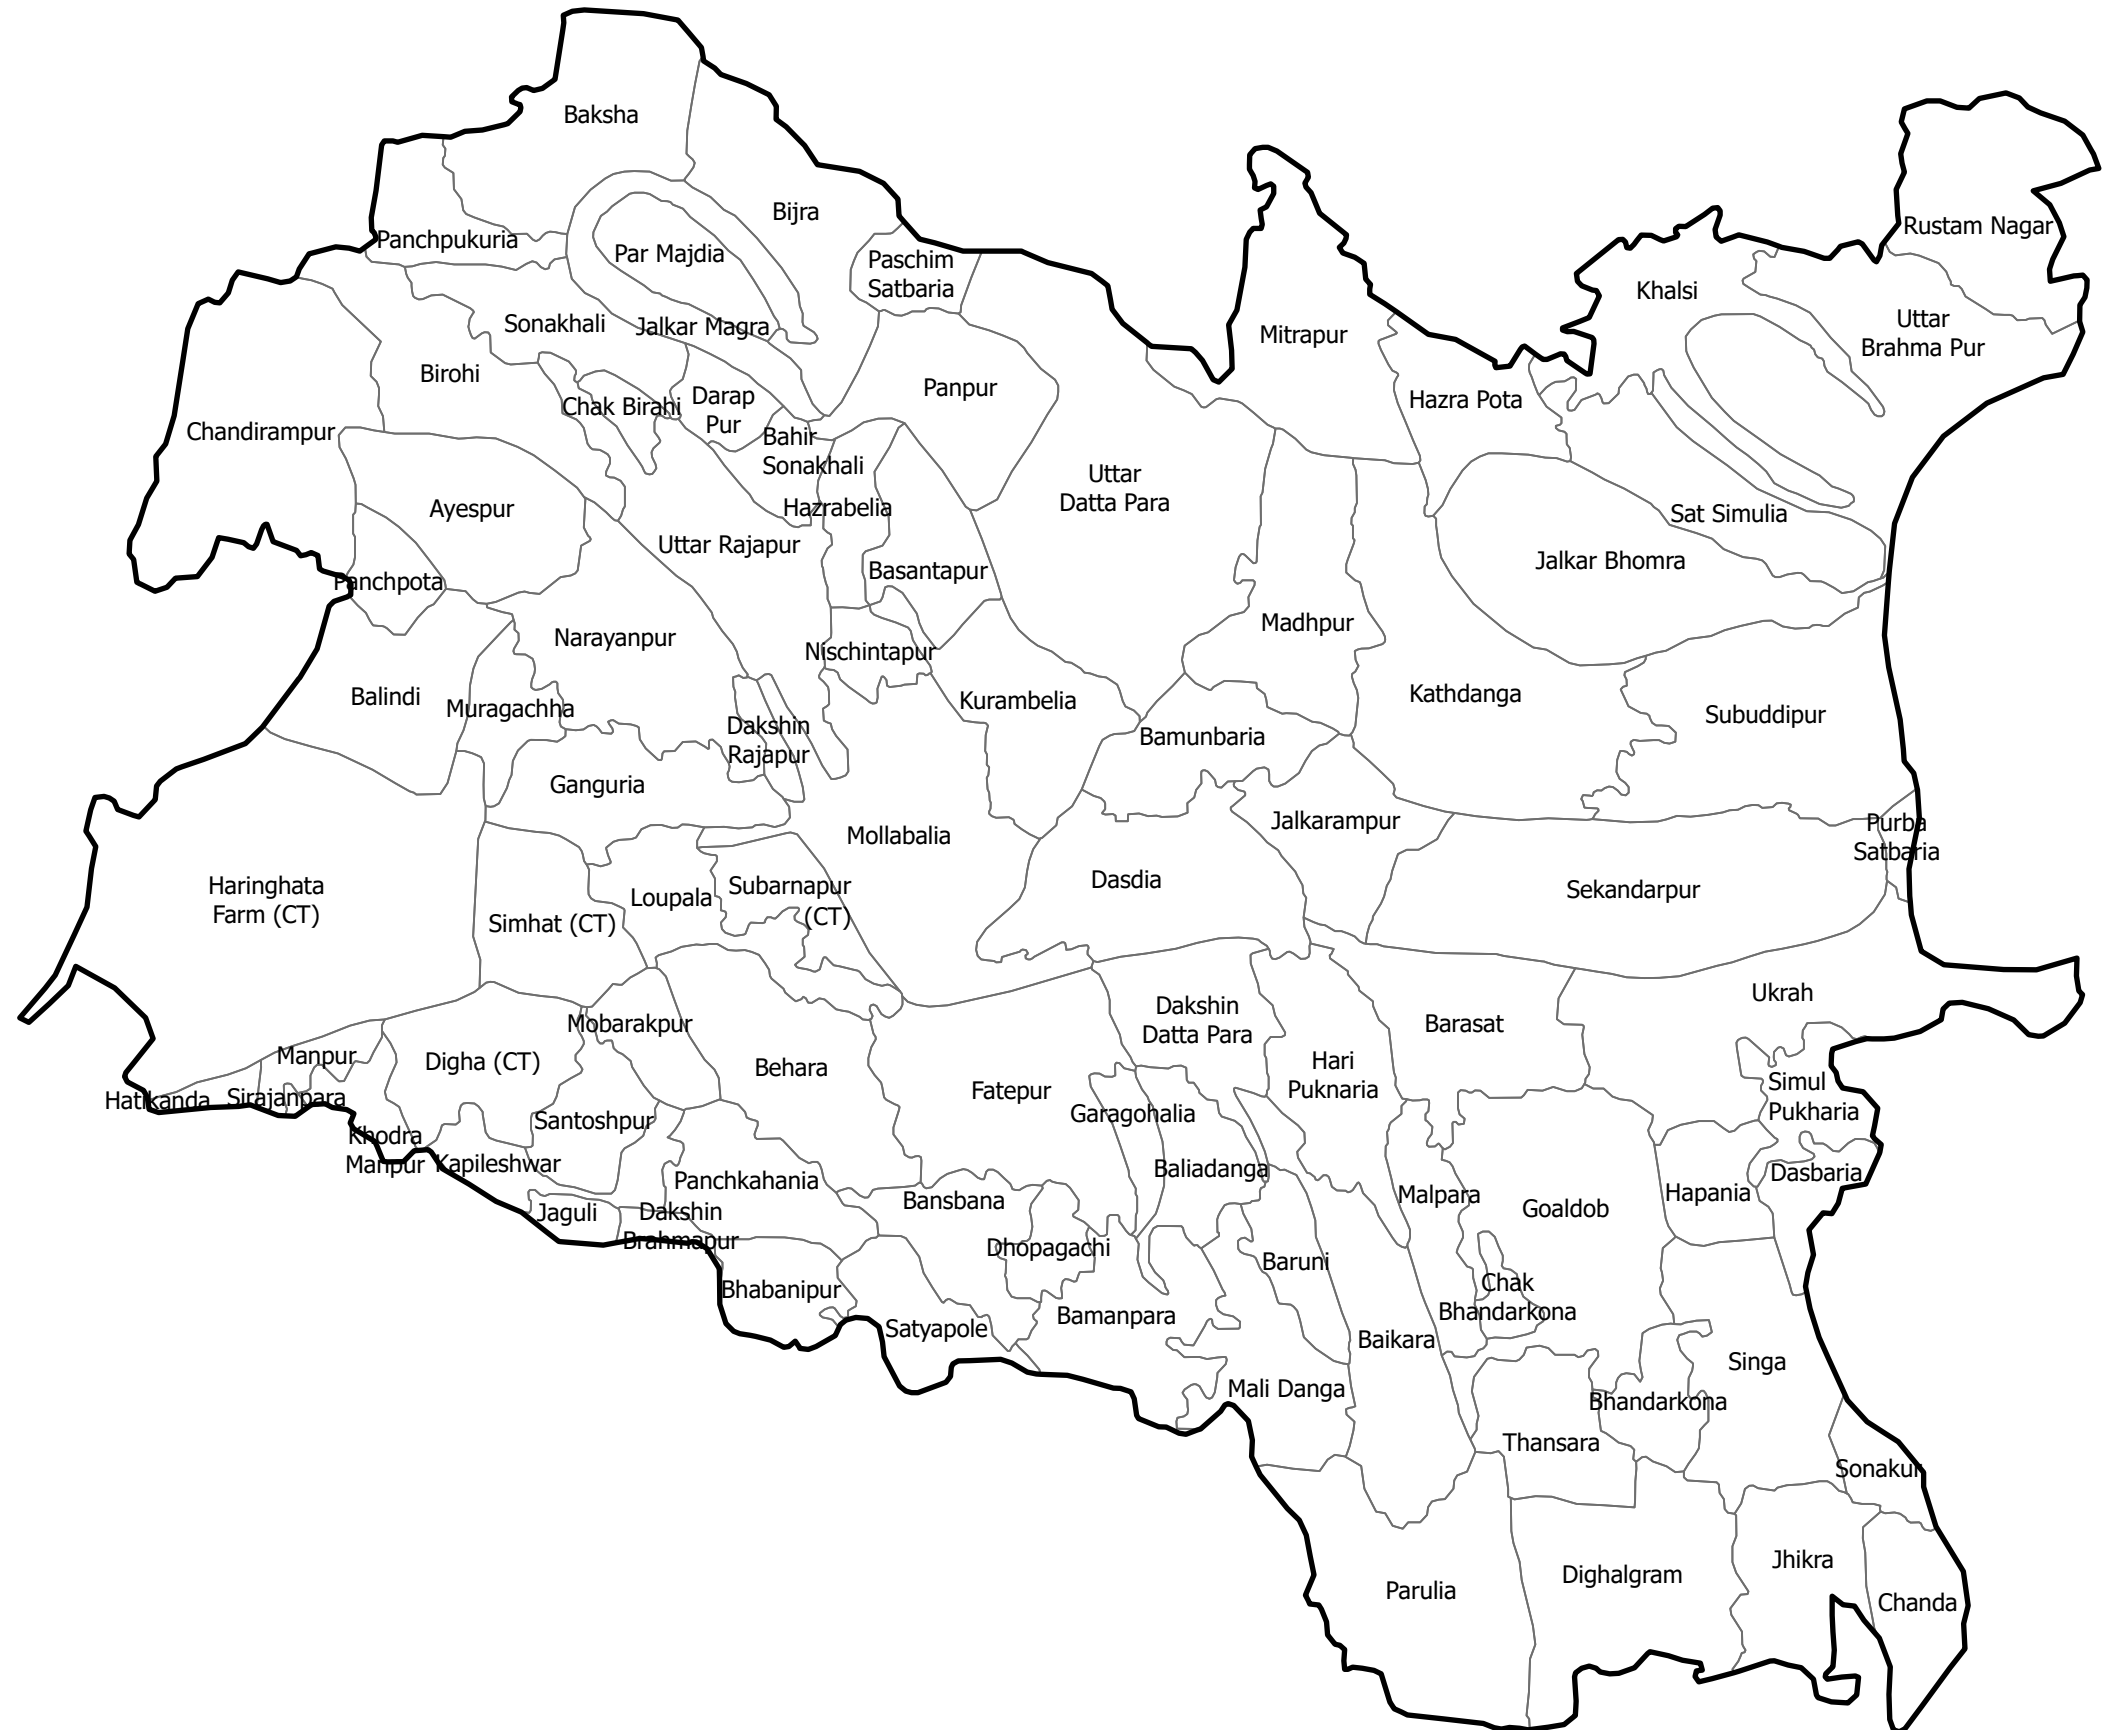 Baksha
Bijra
Rustam Nagar
Panchpukuria
Par Majdia
Paschim
Satbaria
Khalsi
Uttar
Brahma Pur
Sonakhali
Jalkar Magra
Mitrapur
Birohi
Panpur
Hazra Pota
Chak Birahi
Darap
Pur
Chandirampur
Bahir
Sonakhali
Uttar
Datta Para
Ayespur
Hazrabelia
Sat Simulia
Uttar Rajapur
Jalkar Bhomra
Panchpota
Basantapur
Narayanpur
Madhpur
Nischintapur
Balindi
Muragachha
Kurambelia
Kathdanga
Subuddipur
Dakshin
Rajapur
Bamunbaria
Ganguria
Mollabalia
Jalkarampur
Purba
Satbaria
Haringhata
Farm (CT)
Simhat (CT)
Loupala
Subarnapur
(CT)
Dasdia
Sekandarpur
Ukrah
Mobarakpur
Dakshin
Datta Para
Barasat
Manpur
Digha (CT)
Behara
Fatepur
Hari
Puknaria
Simul
Pukharia
Hatikanda
Sirajanpara
Santoshpur
Garagohalia
Khodra
Manpur
Kapileshwar
Panchkahania
Baliadanga
Dasbaria
Bansbana
Malpara
Goaldob
Hapania
Jaguli
Dakshin
Brahmapur
Dhopagachi
Baruni
Bhabanipur
Chak
Bhandarkona
Satyapole
Bamanpara
Baikara
Singa
Mali Danga
Bhandarkona
Thansara
Sonakur
Parulia
Dighalgram
Jhikra
Chanda